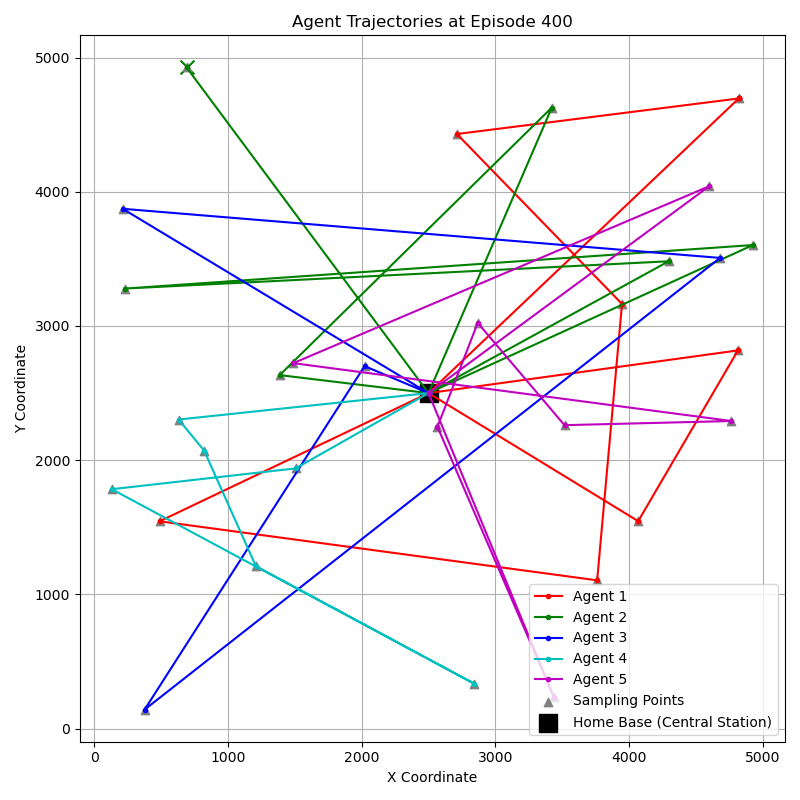 Agent Trajectories at Episode 400
Y Coordinate
5000
4000
3000
2000
1000
0
0 1000 2000 3000 4000 5000
X Coordinate
Agent 1
Agent 2
Agent 3
Agent 4
Agent 5
Sampling Points
Home Base (Central Station)